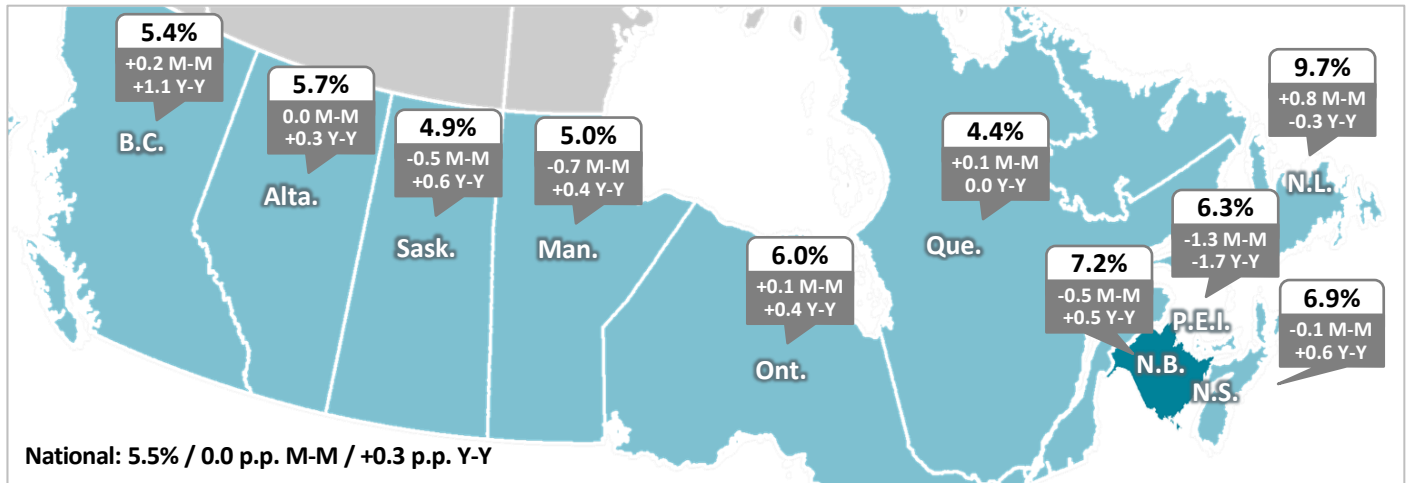 5.4%
+0.2 M-M
+1.1 Y-Y
B.C.
5.7%
0.0 M-M
+0.3 Y-Y
Alta.
4.9%
-0.5 M-M
+0.6 Y-Y
Sask.
5.0%
-0.7 M-M
+0.4 Y-Y
Man.
6.0%
+0.1 M-M
+0.4 Y-Y
Ont.
4.4%
+0.1 M-M
0.0 Y-Y
Que.
7.2%
-0.5 M-M
+0.5 Y-Y
N.B.
6.3%
-1.3 M-M
-1.7 Y-Y
P.E.I.
9.7%
+0.8 M-M
-0.3 Y-Y
N.L.
6.9%
-0.1 M-M
+0.6 Y-Y
N.S.
National: 5.5% / 0.0 p.p. M-M / +0.3 p.p. Y-Y